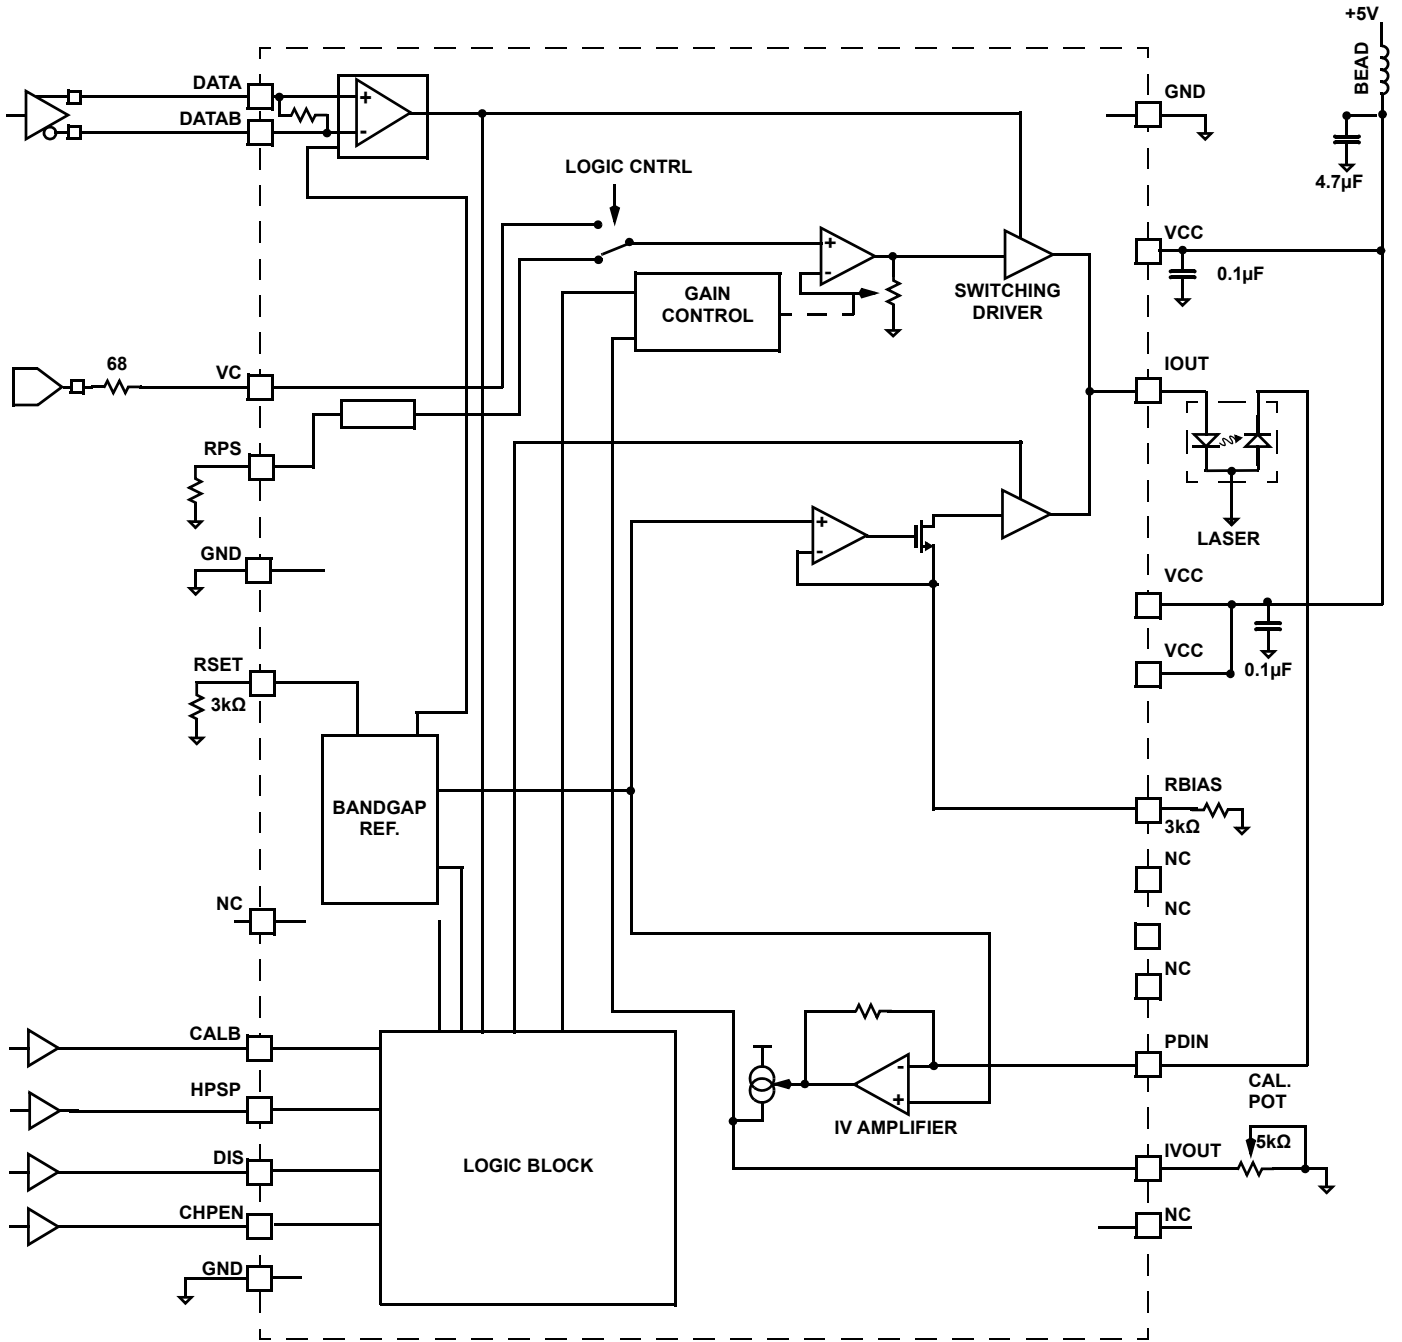 +5V
BEAD
DATA
GND
DATAB
LOGIC CNTRL
4.7µF
+
-
VCC
+
-
0.1µF
GAIN
CONTROL
SWITCHING
DRIVER
68
VC
IOUT
RPS
+
-
LASER
GND
VCC
RSET
VCC
3kΩ
0.1µF
BANDGAP
REF.
RBIAS
3kΩ
NC
NC
NC
NC
CALB
PDIN
-
+
HPSP
CAL.
POT
IV AMPLIFIER
5kΩ
DIS
LOGIC BLOCK
IVOUT
CHPEN
NC
GND